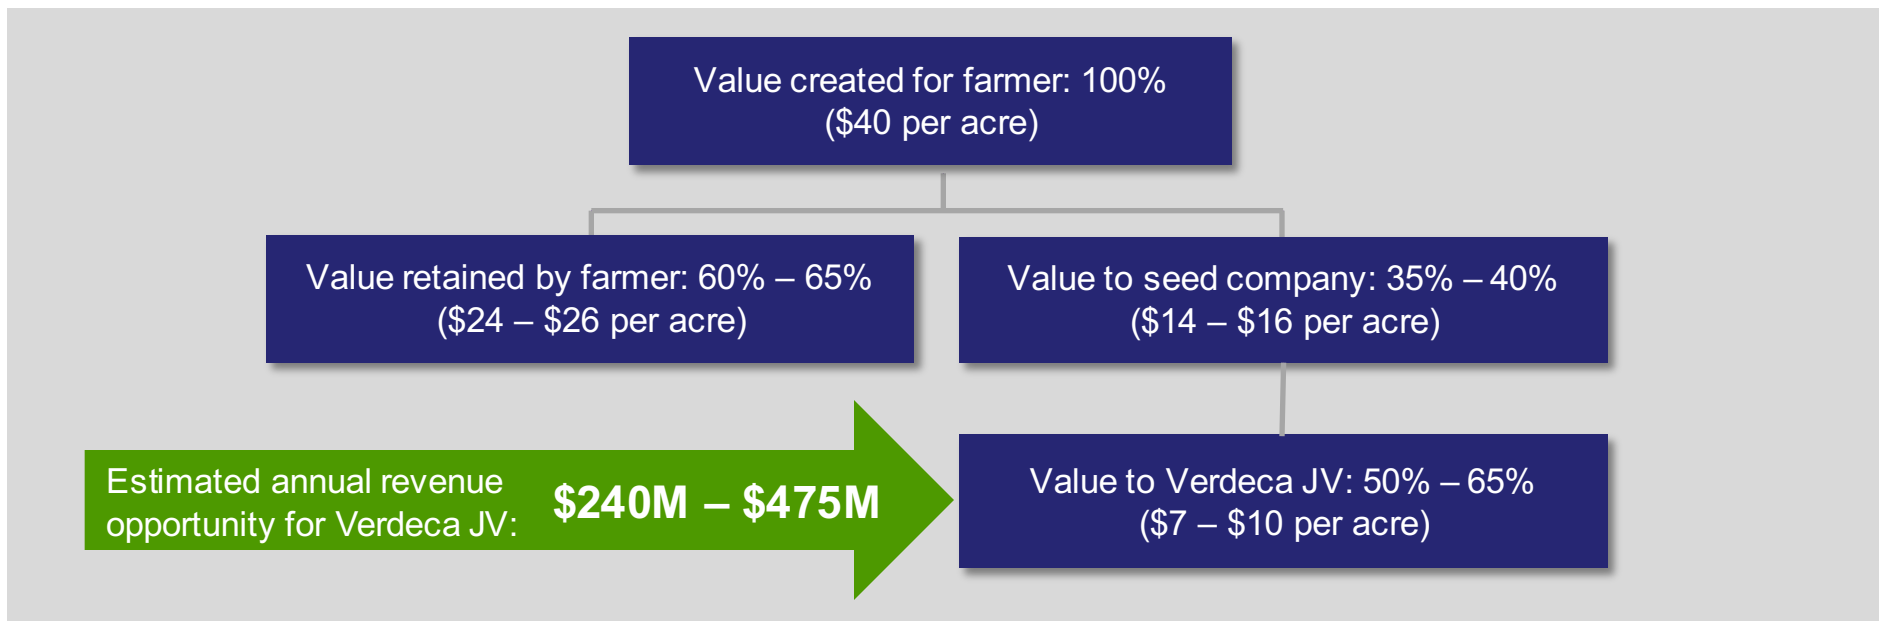 Value created for farmer: 100%
($40 per acre)
Value retained by farmer: 60% – 65%
($24 – $26 per acre)
Value to seed company: 35% – 40%
($14 – $16 per acre)
Estimated annual revenue
opportunity for Verdeca JV:
$240M – $475M
Value to Verdeca JV: 50% – 65%
($7 – $10 per acre)